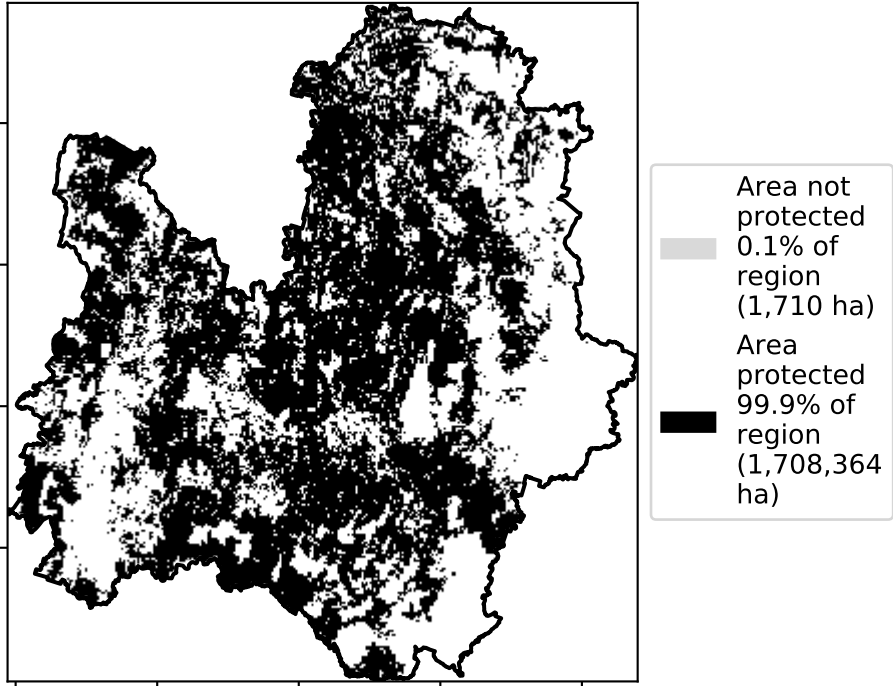 Area not
protected
0.1% of
region
(1,710 ha)
Area
protected
99.9% of
region
(1,708,364
ha)